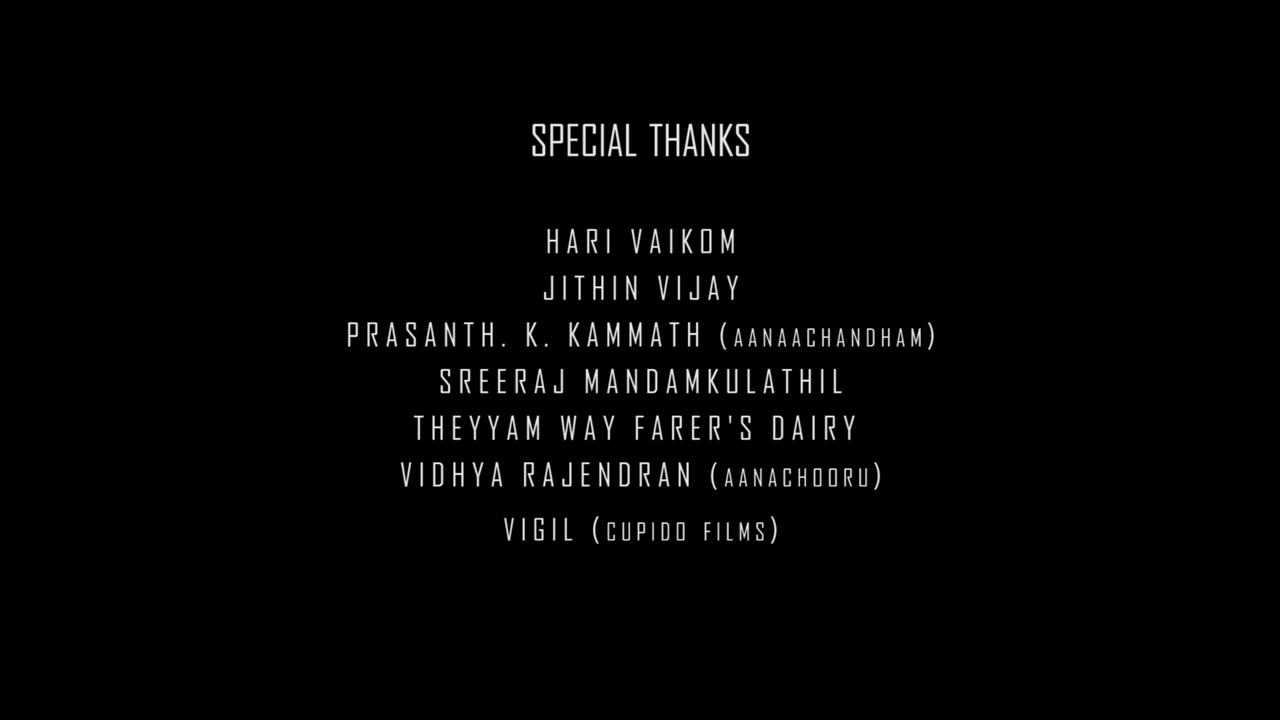 SPECIAL THANKS
HARI VAIKOM
JITHIN VIJAY
PRASANTH. K. KAMMATH (AANAACHANDHAM)
SREERAJ MANDAMKULATHIL
THEYYAM WAY FARER'S DAIRY
VIDHYA RAJENDRAN (AANACHOORU)
VIGIL (CUPIDO FILMS)